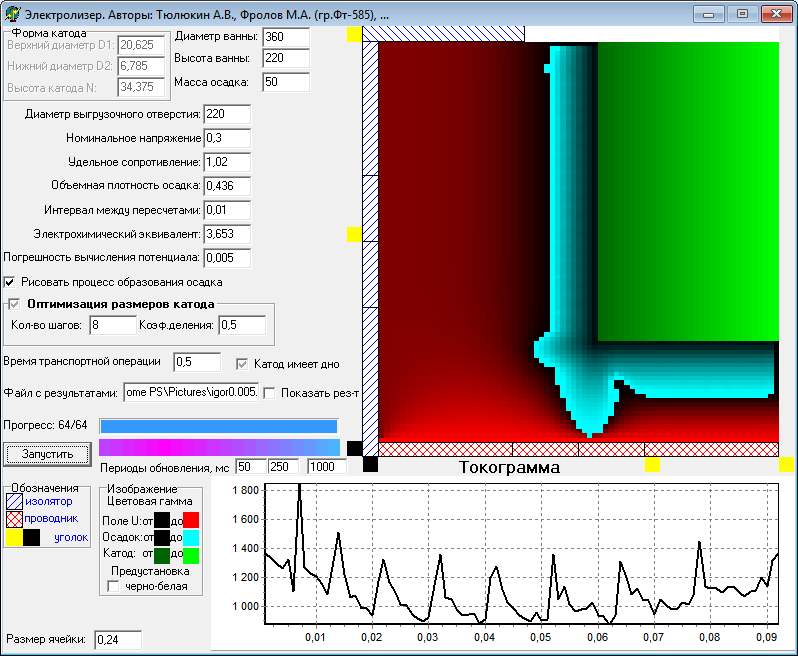 Электролизер. Авторы: Тюлюкин А.В., Фролов М.А. (гр.Фт-585), ...
Форма катода
Верхний диаметр D1: 20,625
Нижний диаметр D2: 6,785
Высота катода N: 34,375
Диаметр ванны: 360
Высота ванны: 220
Масса осадка: 50
Диаметр выгрузочного отверстия: 220
Номинальное напряжение 0,3
Удельное сопротивление: 1,02
Объемная плотность осадка: 0,436
Интервал между пересчетами: 0,01
Электрохимический эквивалент: 3,653
Погрешность вычисления потенциала: 0,005
Рисовать процесс образования осадка
Оптимизация размеров катода
Кол-во шагов: 8 Коэф.деления: 0,5
Время транспортной операции 0,5 Катод имеет дно
Файл с результатами: ome PS\Pictures\igor0.005. Показать рез-т
Прогресс: 64/64
Запустить
Периоды обновления, мс 50 250 1000
Обозначения
изолятор
проводник
уголок
Изображение
Цветовая гамма
Поле U: от до
Осадок: от до
Катод: от до
Предустановка
черно-белая
Размер ячейки: 0,24
Токограмма
1 800
1 600
1 400
1 200
1 000
0,01 0,02 0,03 0,04 0,05 0,06 0,07 0,08 0,09